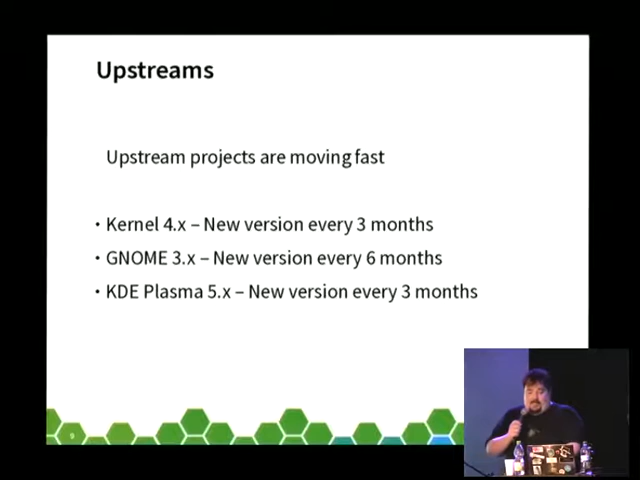 Upstreams
Upstream projects are moving fast
• Kernel 4.x – New version every 3 months
• GNOME 3.x – New version every 6 months
• KDE Plasma 5.x – New version every 3 months
9